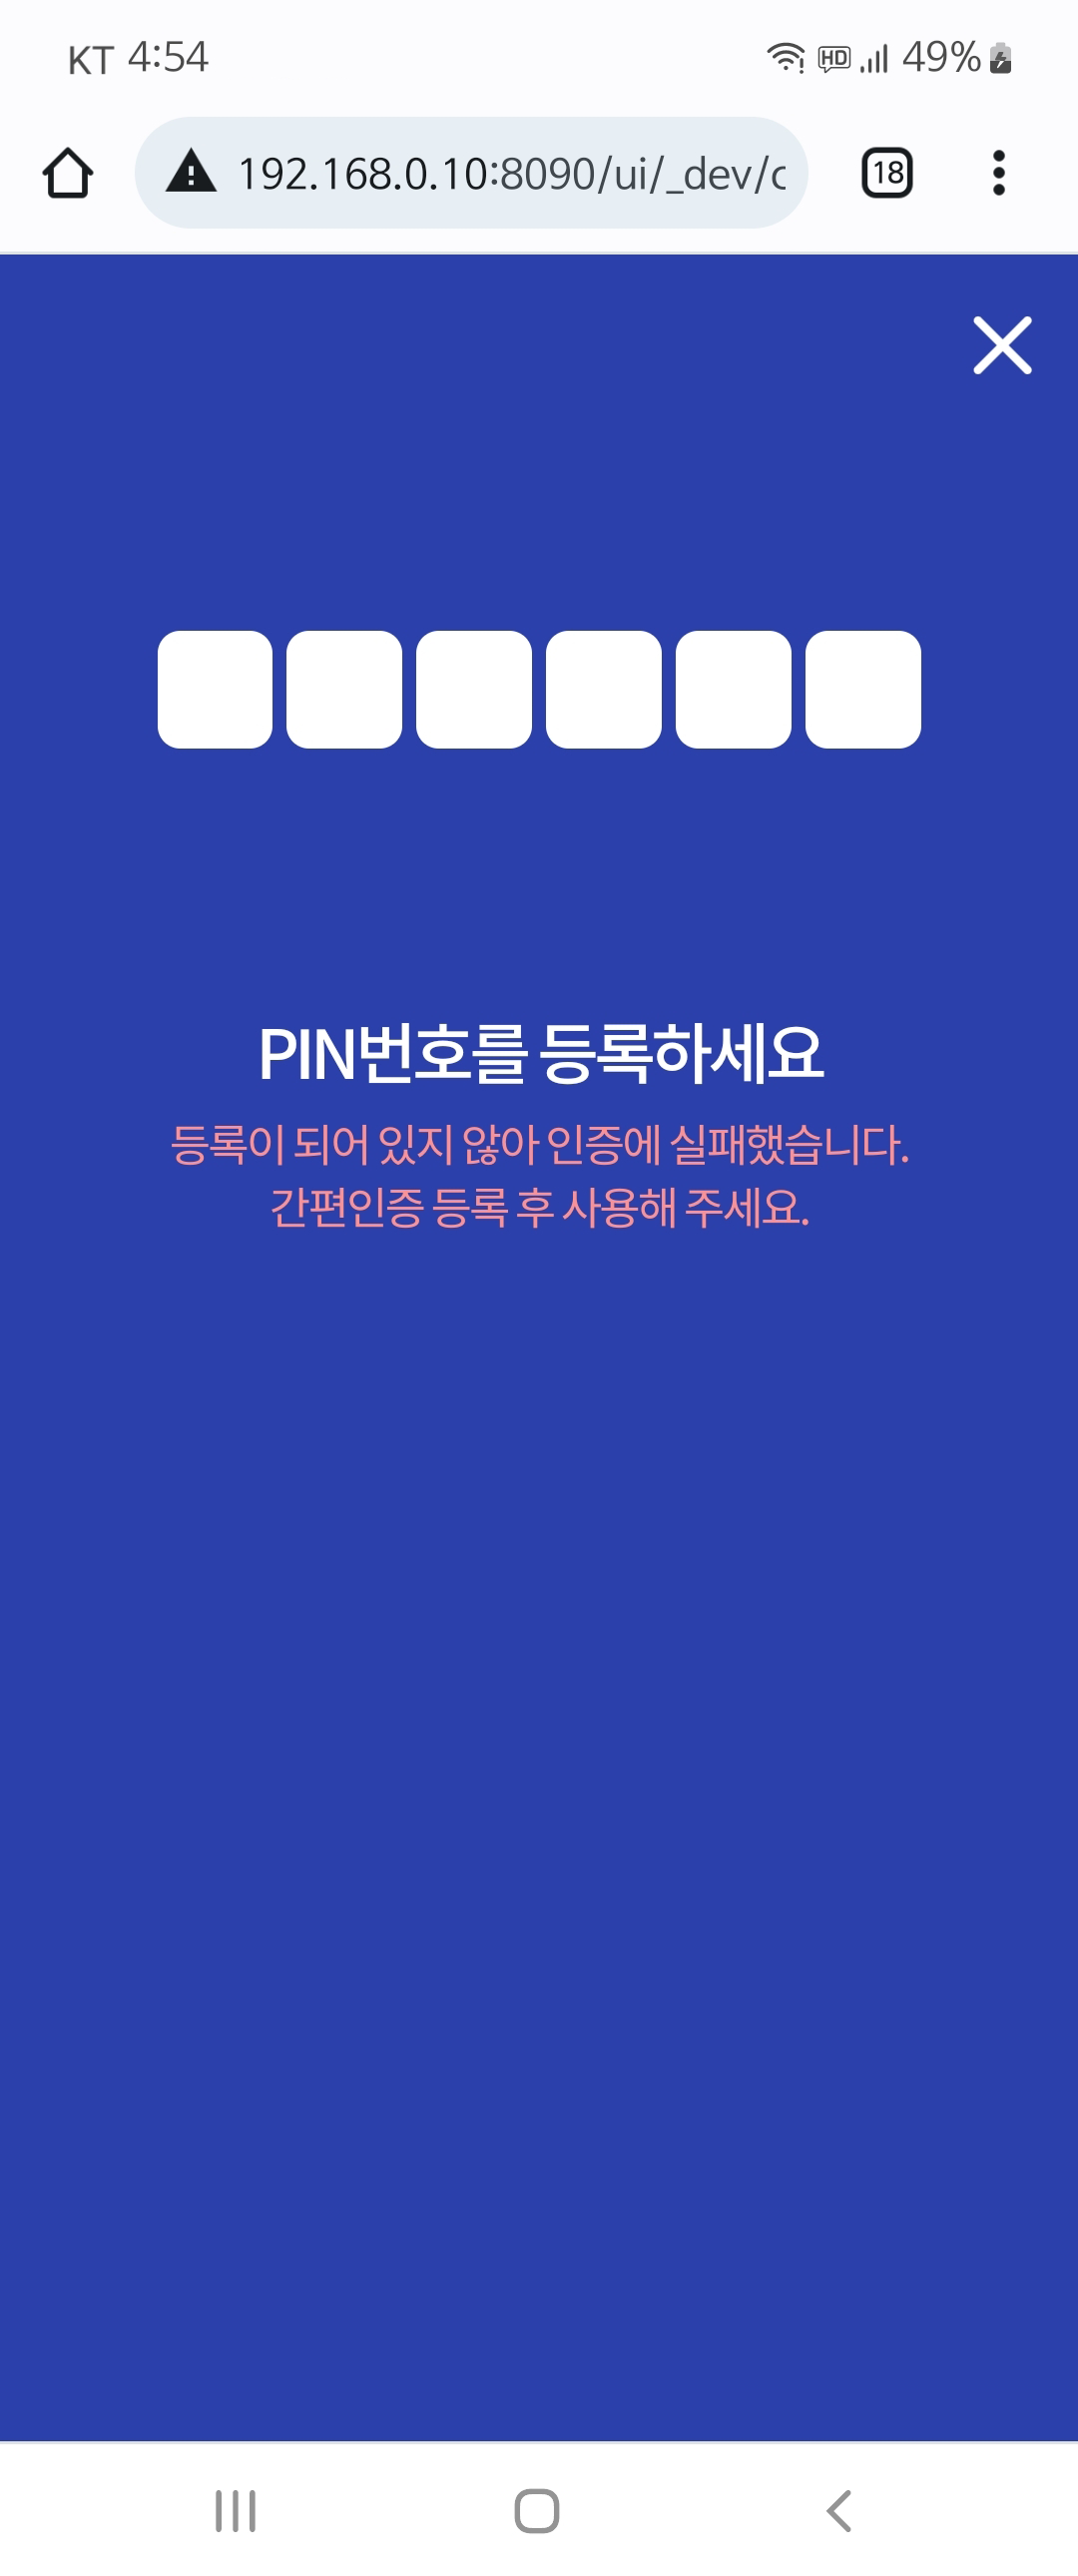 KT 4:54
HD 49%
192.168.0.10:8090/ui/_dev/c
18
PIN번호를 등록하세요
등록이 되어 있지 않아 인증에 실패했습니다.
간편인증 등록 후 사용해 주세요.